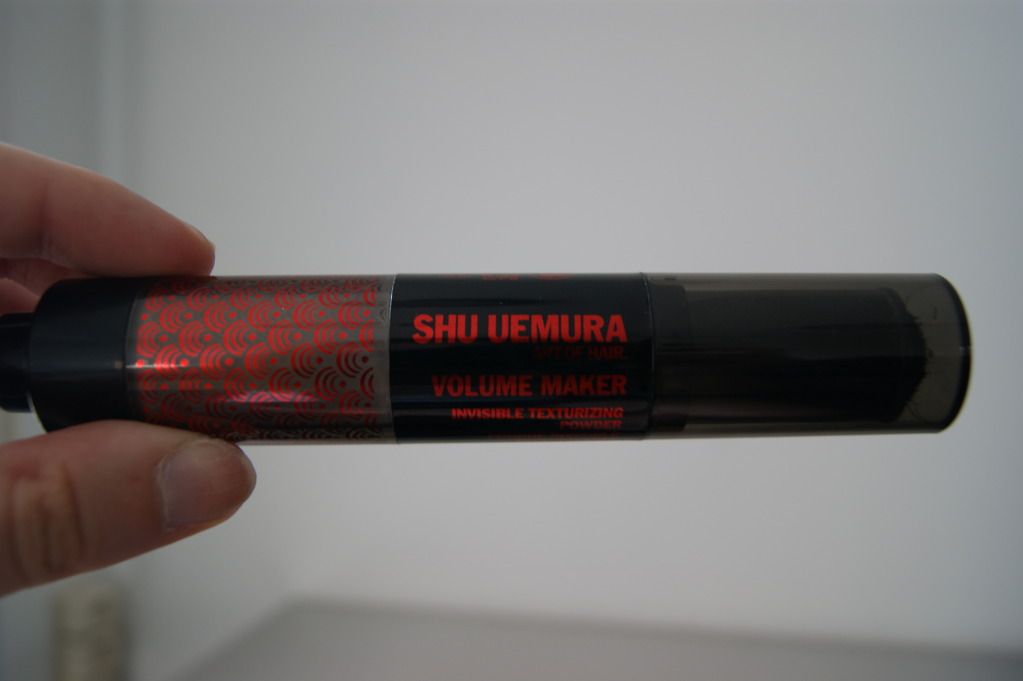 SHU UEMURA
ART OF HAIR.
VOLUME MAKER
INVISIBLE TEXTURIZING
POWDER